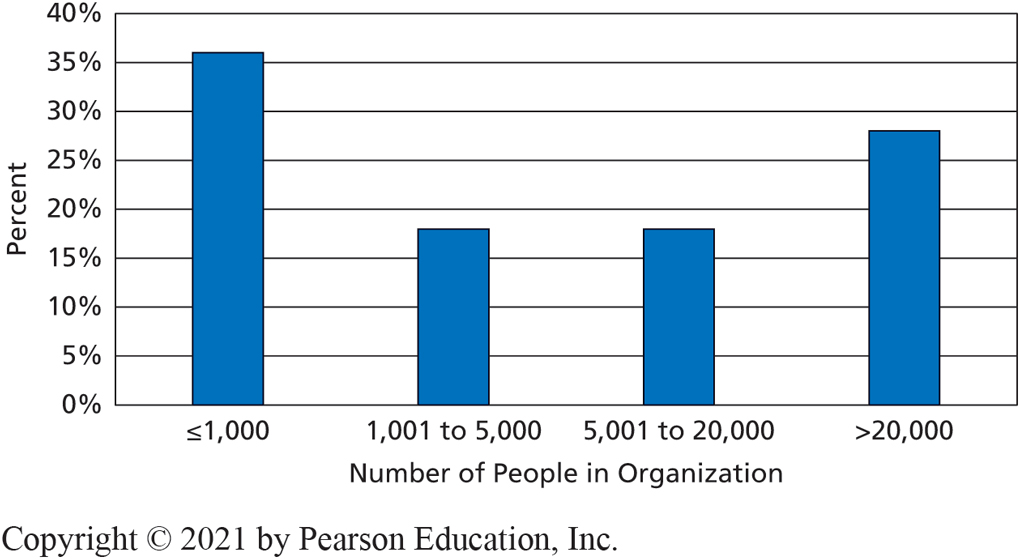 40%
35%
30%
25%
20%
15%
10%
5%
0%
Percent
≤1,000 1,001 to 5,000 5,001 to 20,000 >20,000
Number of People in Organization
Copyright © 2021 by Pearson Education, Inc.